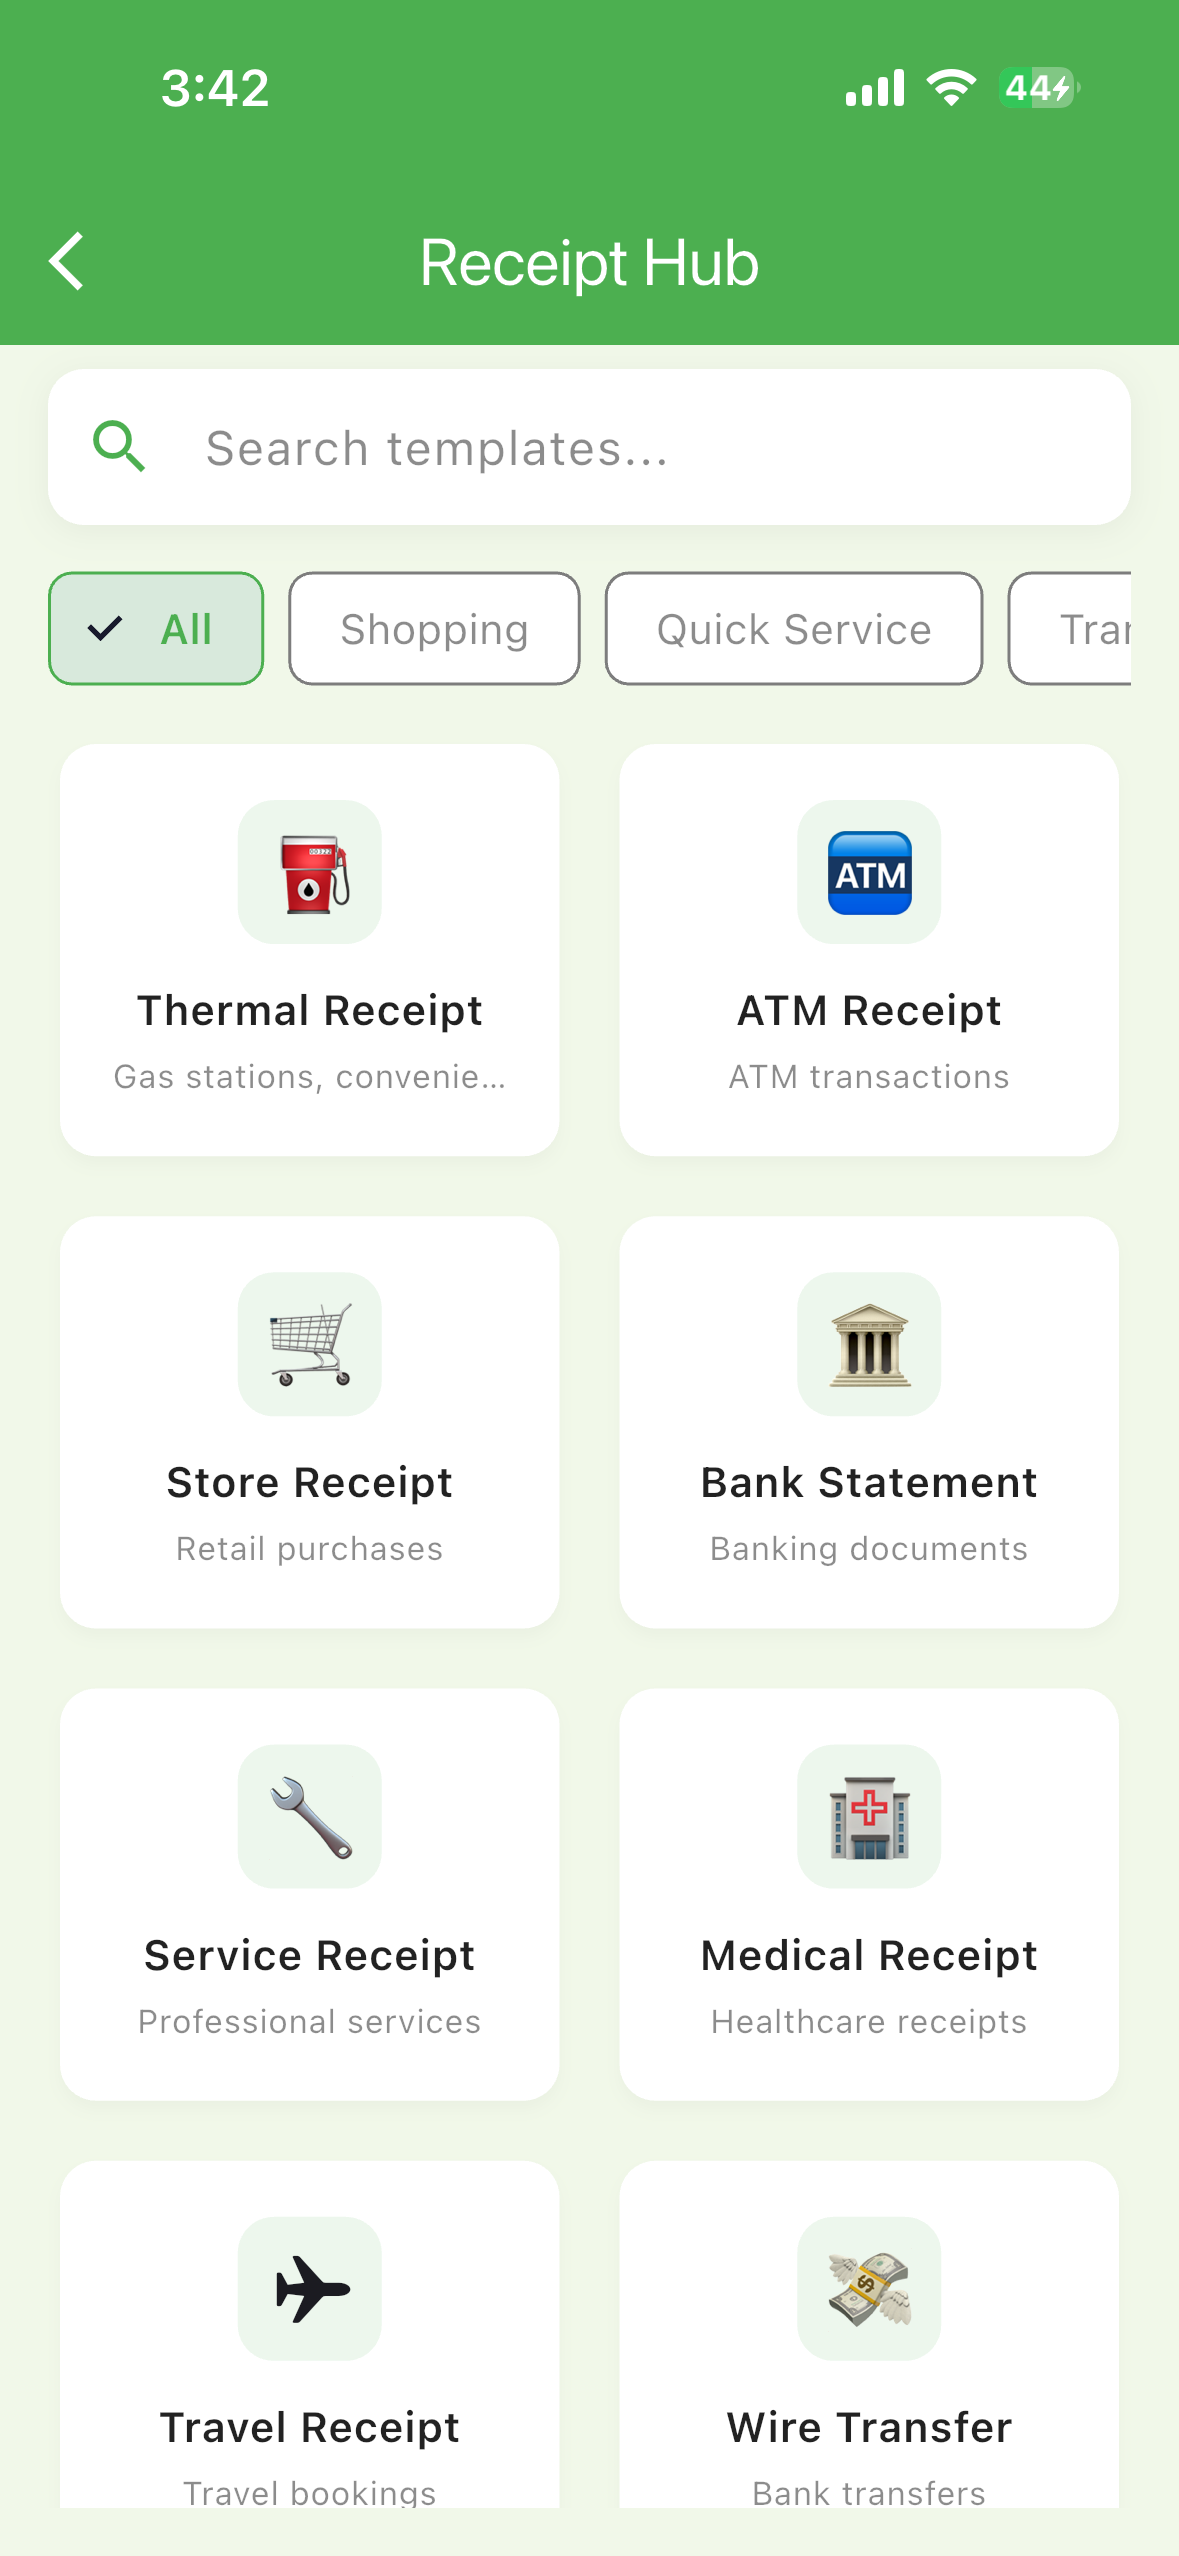 3:42
44
Receipt Hub
Search templates...
All
Shopping
Quick Service
Tran
Thermal Receipt
Gas stations, convenie...
ATM
ATM Receipt
ATM transactions
Store Receipt
Retail purchases
Bank Statement
Banking documents
Service Receipt
Professional services
Medical Receipt
Healthcare receipts
Travel Receipt
Travel bookings
Wire Transfer
Bank transfers